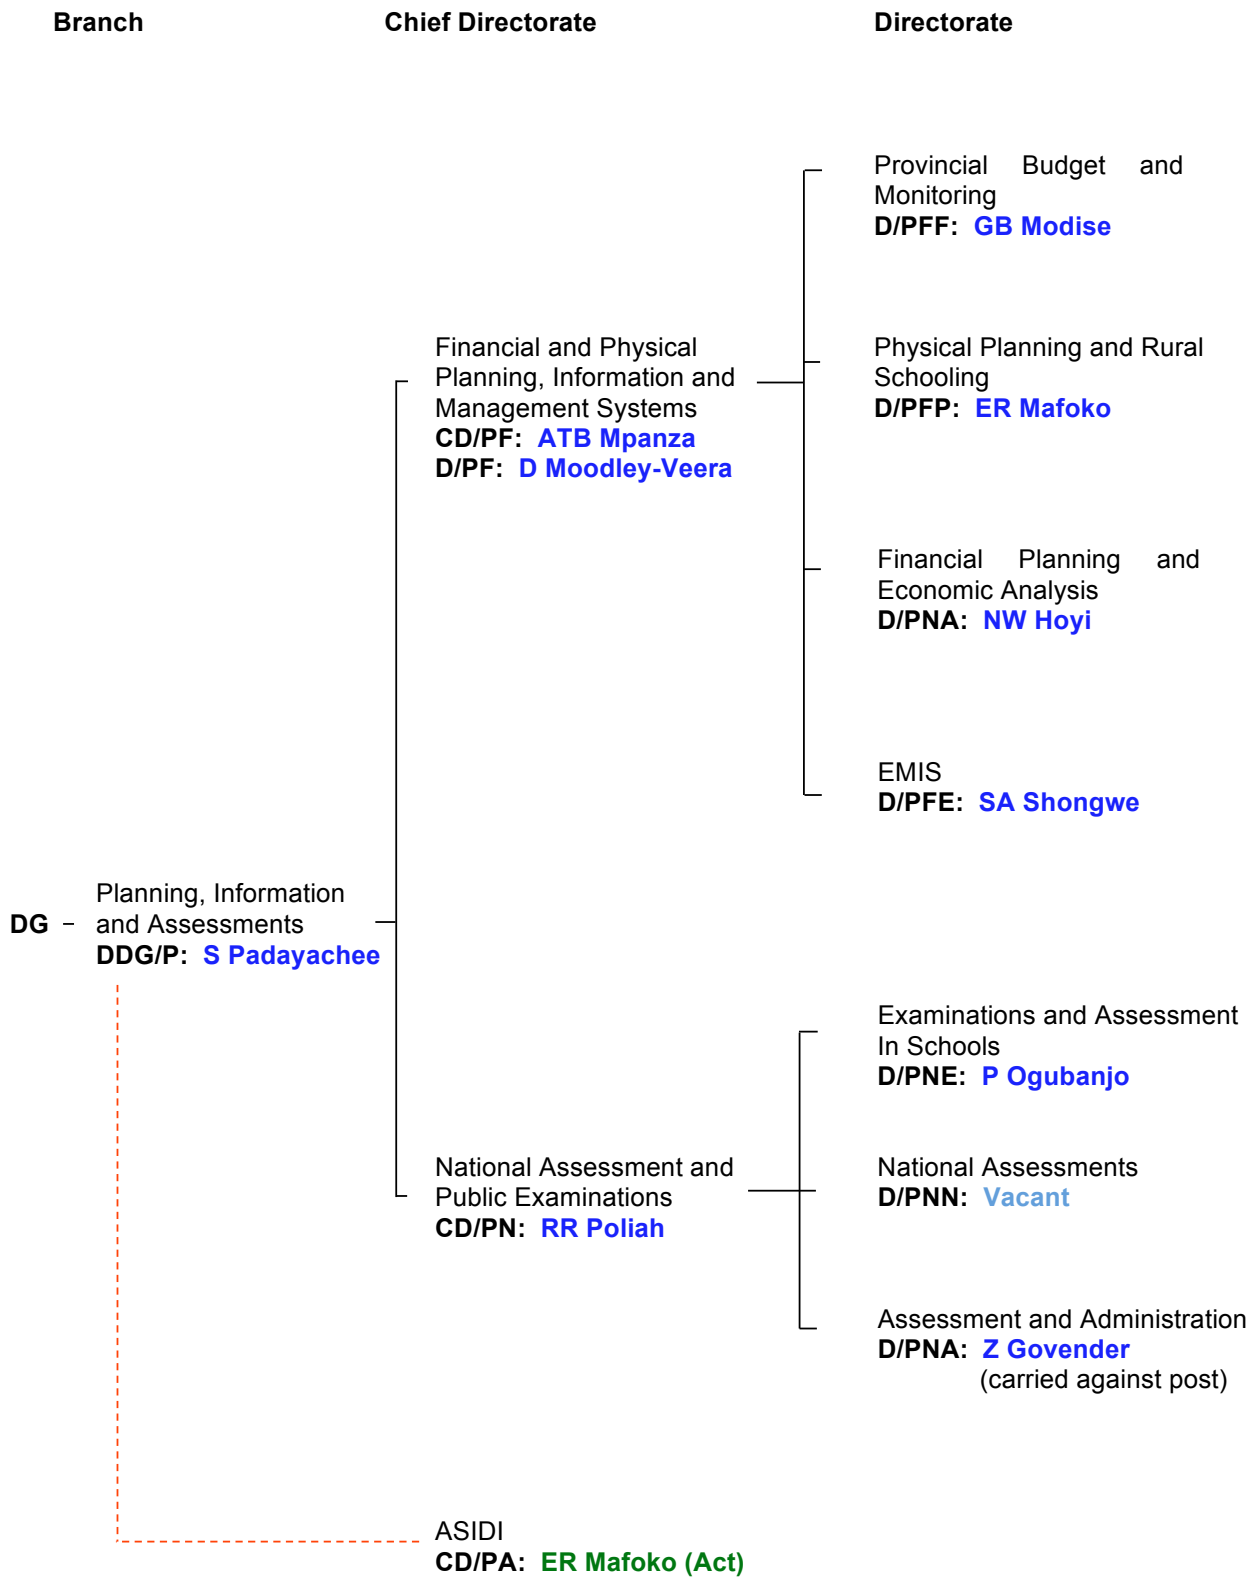 Branch
Chief Directorate
Directorate
Provincial Budget and
Monitoring
D/PFF: GB Modise
Financial and Physical
Planning, Information and
Management Systems
CD/PF: ATB Mpanza
D/PF: D Moodley-Veera
Physical Planning and Rural
Schooling
D/PFP: ER Mafoko
Financial Planning and
Economic Analysis
D/PNA: NW Hoyi
EMIS
D/PFE: SA Shongwe
DG
Planning, Information
and Assessments
DDG/P: S Padayachee
Examinations and Assessment
In Schools
D/PNE: P Ogubanjo
National Assessment and
Public Examinations
CD/PN: RR Poliah
National Assessments
D/PNN: Vacant
Assessment and Administration
D/PNA: Z Govender
(carried against post)
ASIDI
CD/PA: ER Mafoko (Act)